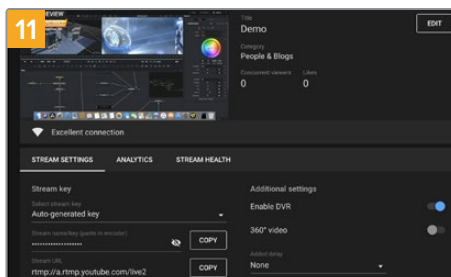 11
PREVIEW
Title
Demo
EDIT
Category
People & Blogs
Concurrent viewers Likes
0 0
Excellent connection
STREAM SETTINGS ANALYTICS STREAM HEALTH
Stream key Additional settings
Select stream key
Auto-generated key
Enable DVR
Stream name/key (paste in encoder)
COPY
360° video
Stream URL
rtmp://a.rtmp.youtube.com/live2
COPY
Added delay
None